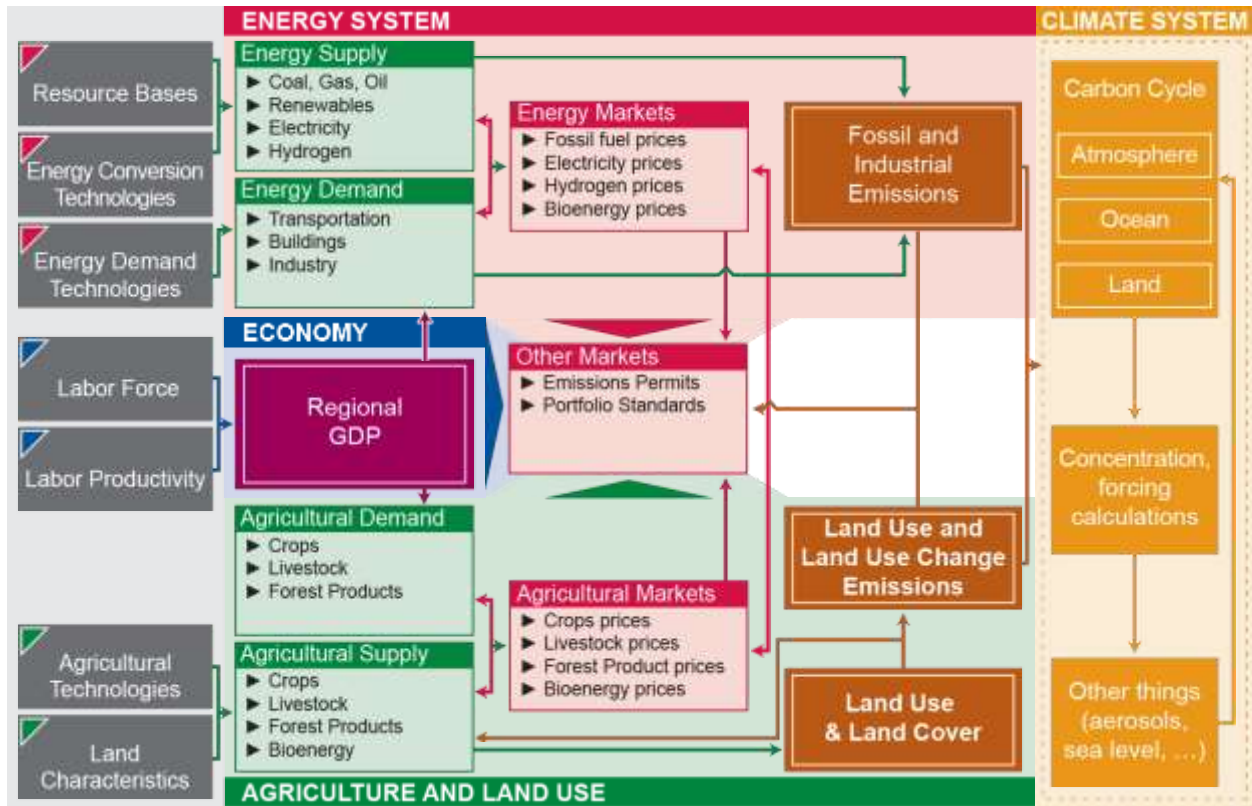 ENERGY SYSTEM
CLIMATE SYSTEM
Resource Bases
Energy Conversion
Technologies
Energy Demand
Technologies
Labor Force
Labor Productivity
Agricultural
Technologies
Land
Characteristics
Energy Supply
► Coal, Gas, Oil
► Renewables
► Electricity
► Hydrogen
Energy Demand
► Transportation
► Buildings
► Industry
Energy Markets
► Fossil fuel prices
► Electricity prices
► Hydrogen prices
► Bioenergy prices
Fossil and
Industrial
Emissions
ECONOMY
Regional
GDP
Other Markets
► Emissions Permits
► Portfolio Standards
Agricultural Demand
► Crops
► Livestock
► Forest Products
Agricultural Supply
► Crops
► Livestock
► Forest Products
► Bioenergy
Agricultural Markets
► Crops prices
► Livestock prices
► Forest Product prices
► Bioenergy prices
Land Use and
Land Use Change
Emissions
Land Use
& Land Cover
AGRICULTURE AND LAND USE
Carbon Cycle
Atmosphere
Ocean
Land
Concentration,
forcing
calculations
Other things
(aerosols,
sea level, …)